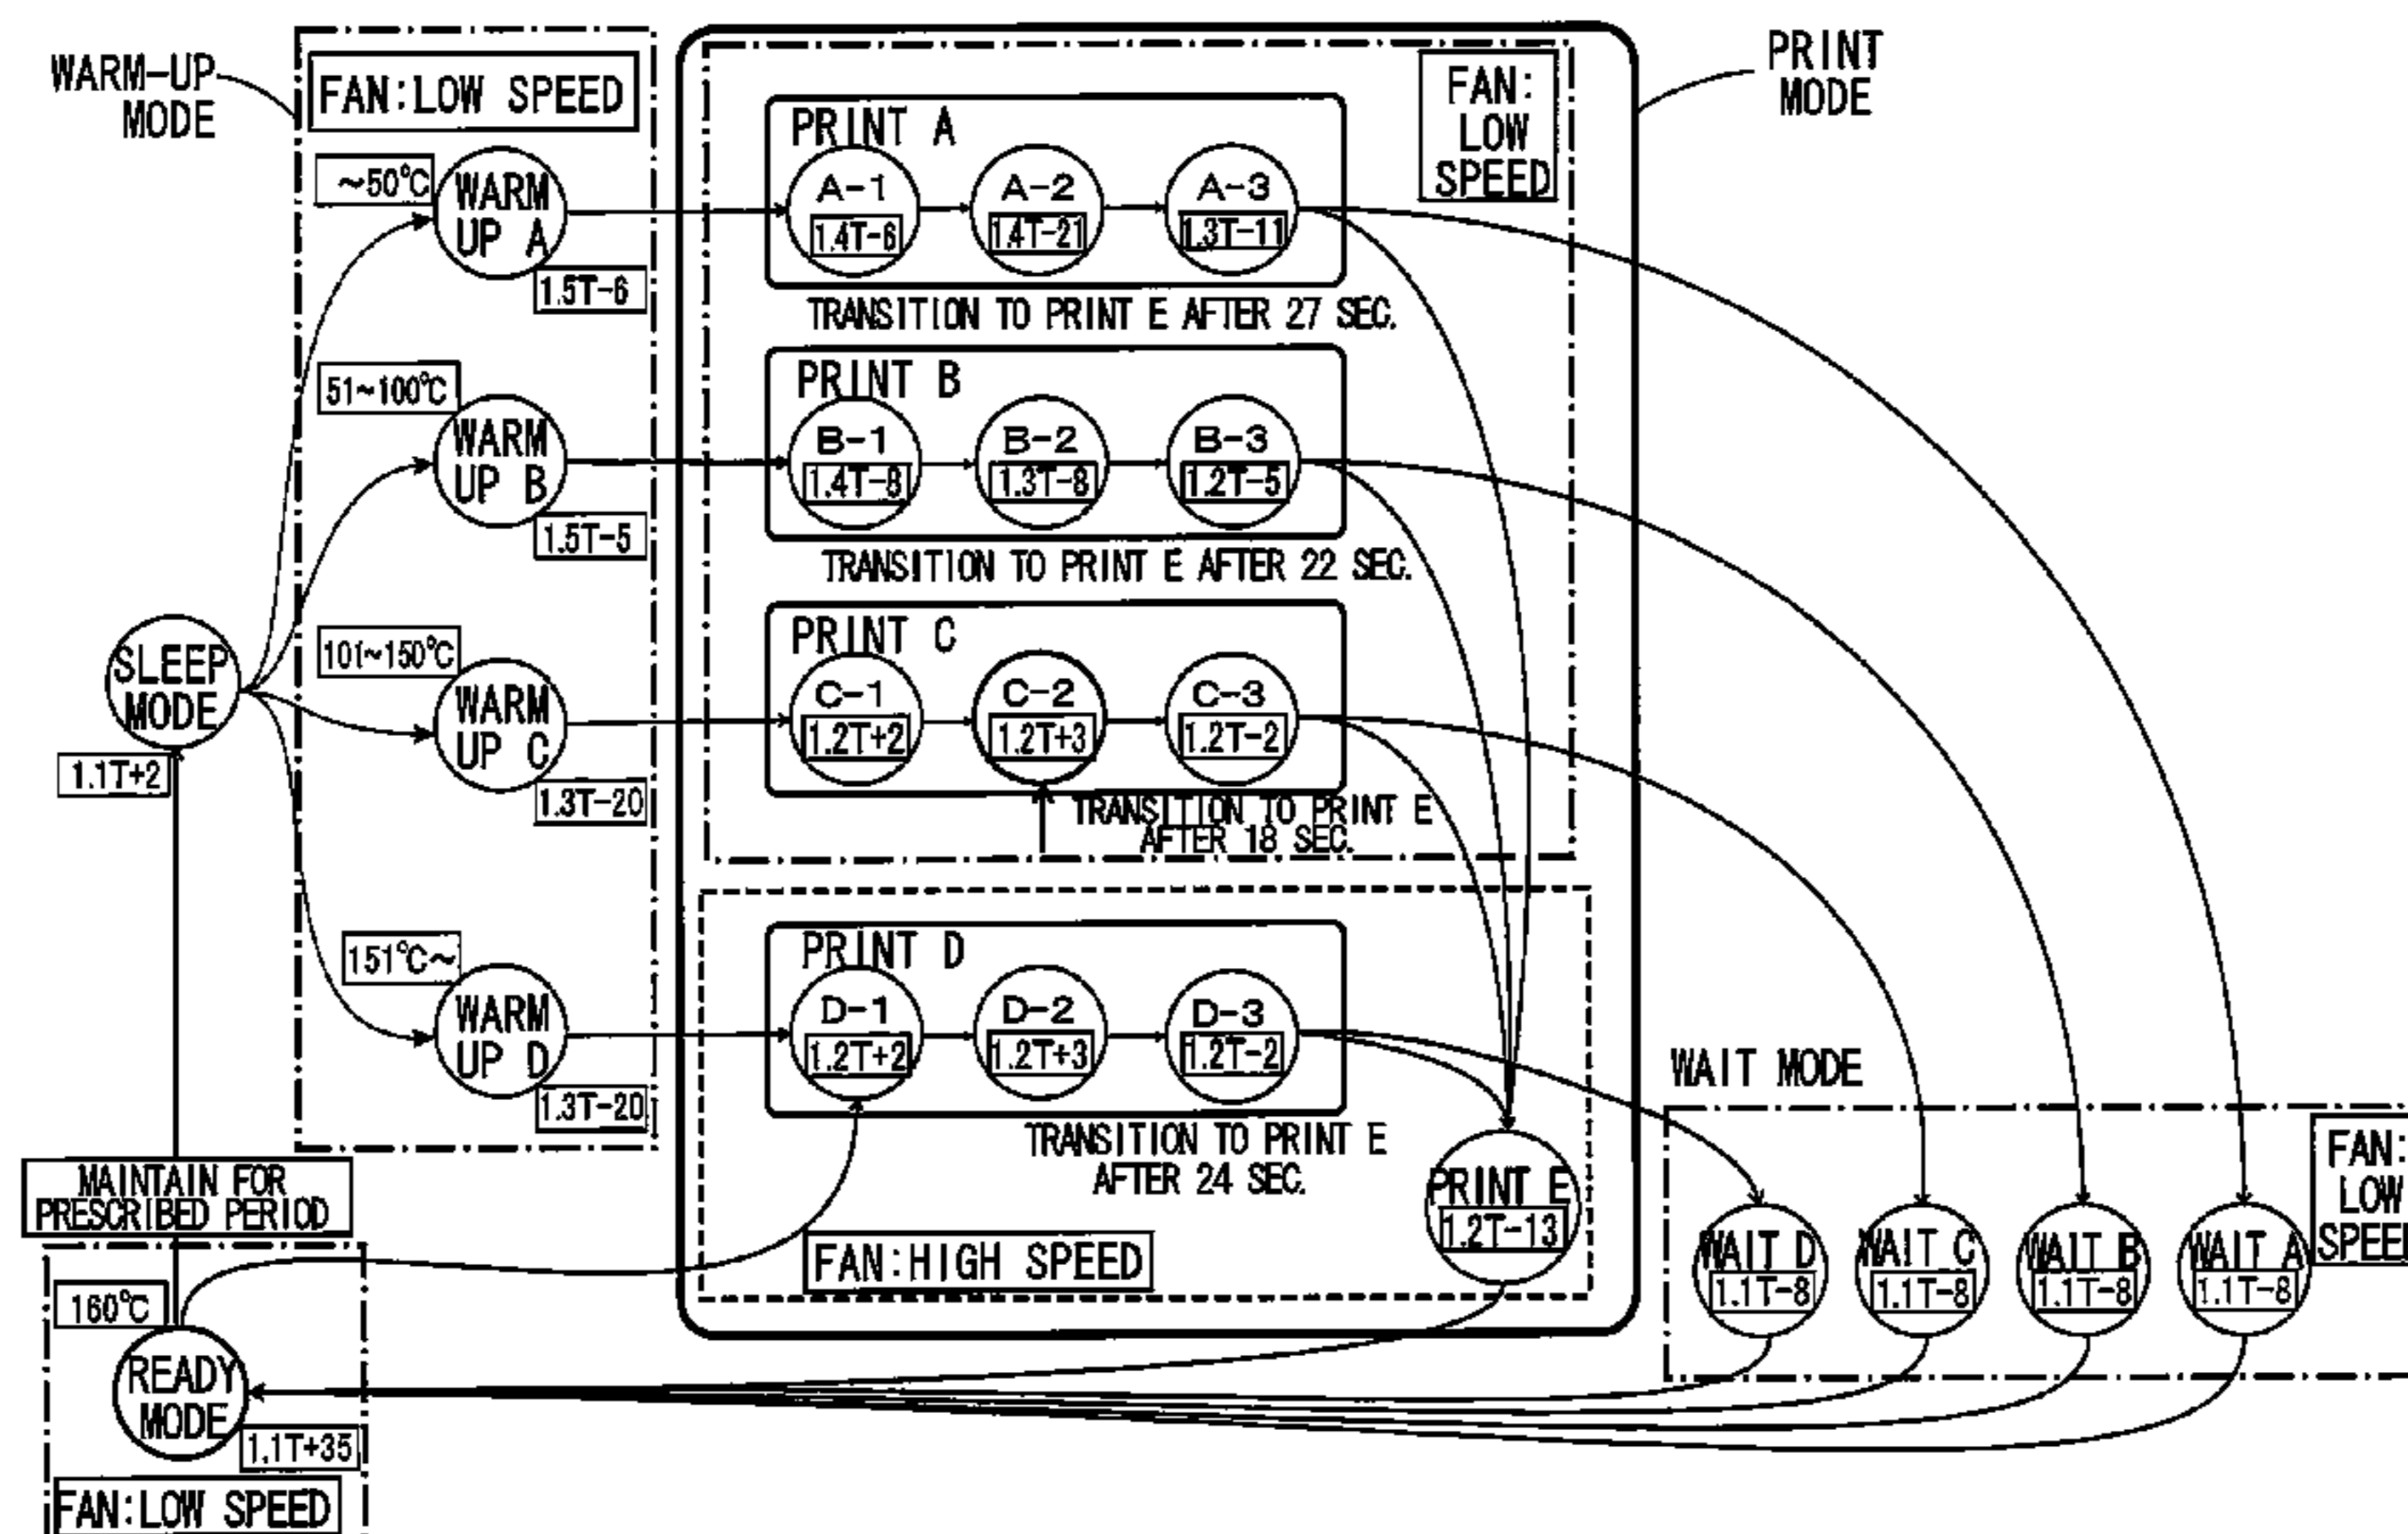 WARM-UP
MODE
FAN:LOW SPEED
~50°C
WARM
UP A
1.5T-6
51~100°C
WARM
UP B
1.5T-5
101~150°C
WARM
UP C
1.3T-20
151°C~
WARM
UP D
1.3T-20
SLEEP
MODE
1.1T+2
MAINTAIN FOR
PRESCRIBED PERIOD
160°C
READY
MODE
1.1T+35
FAN:LOW SPEED
PRINT
MODE
FAN:
LOW
SPEED
PRINT A
A-1
1.4T-6
A-2
1.4T-21
A-3
1.3T-11
TRANSITION TO PRINT E AFTER 27 SEC.
PRINT B
B-1
1.4T-8
B-2
1.3T-8
B-3
1.2T-5
TRANSITION TO PRINT E AFTER 22 SEC.
PRINT C
C-1
1.2T+2
C-2
1.2T+3
C-3
1.2T-2
TRANSITION TO PRINT E
AFTER 18 SEC.
PRINT D
D-1
1.2T+2
D-2
1.2T+3
D-3
1.2T-2
TRANSITION TO PRINT E
AFTER 24 SEC.
FAN:HIGH SPEED
PRINT E
1.2T-13
WAIT MODE
WAIT D
1.1T-8
WAIT C
1.1T-8
WAIT B
1.1T-8
WAIT A
1.1T-8
FAN:
LOW
SPEED